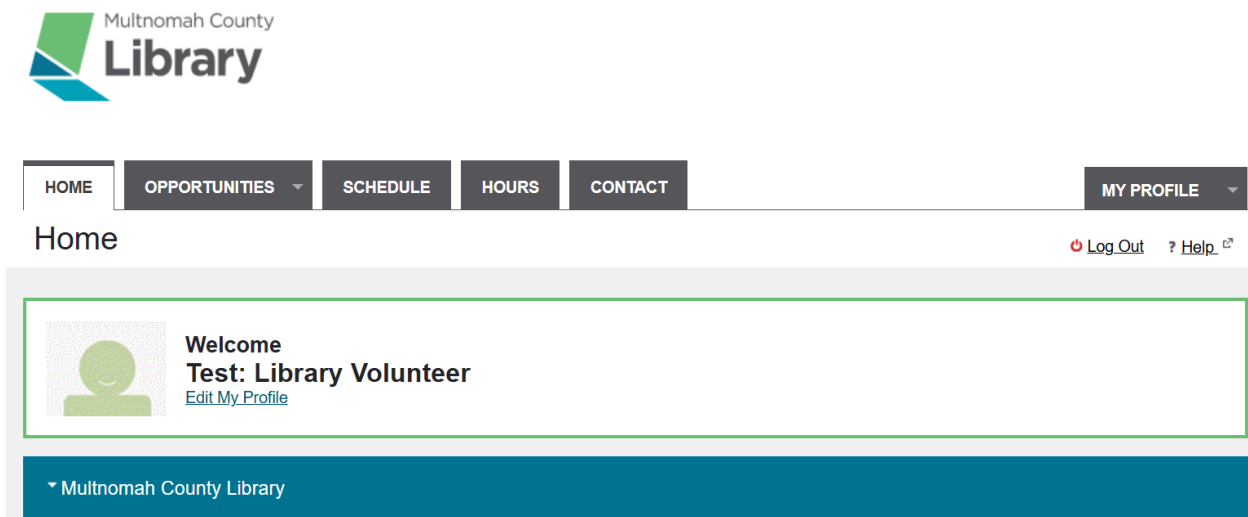 Multnomah County
Library
HOME
OPPORTUNITIES
SCHEDULE
HOURS
CONTACT
MY PROFILE
Home
Log Out
? Help
Welcome
Test: Library Volunteer
Edit My Profile
Multnomah County Library